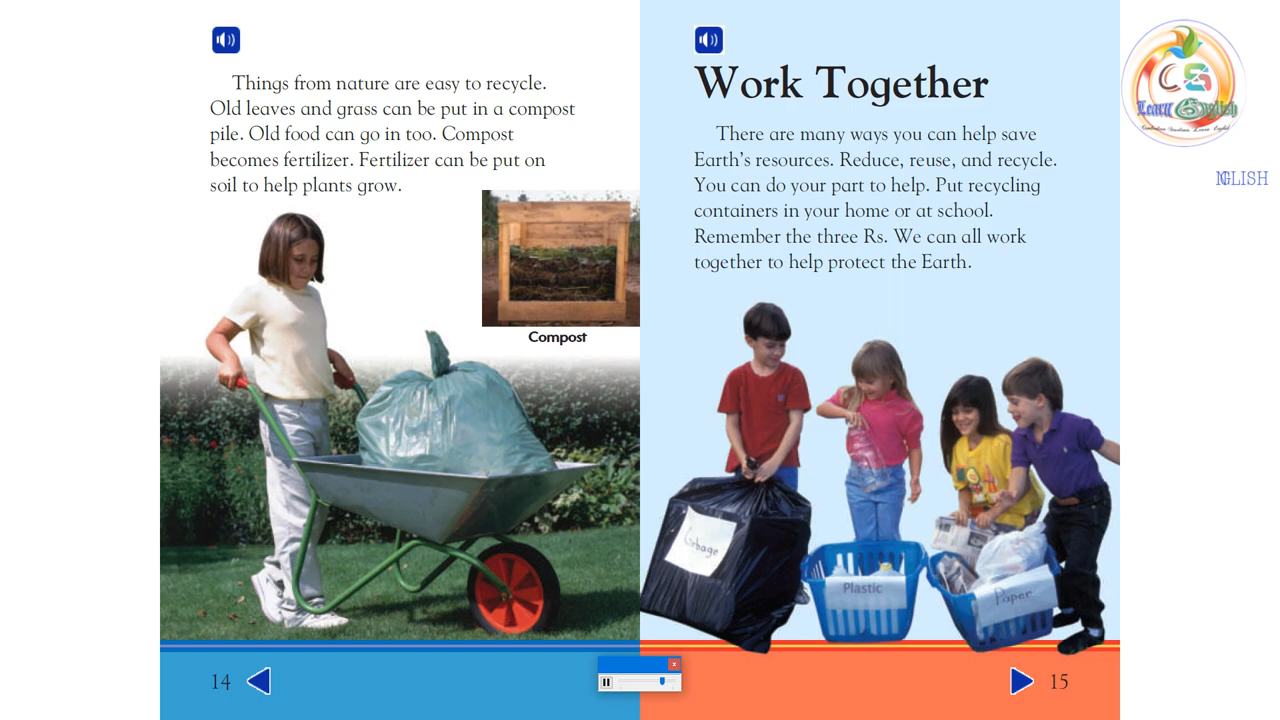 Things from nature are easy to recycle.
Old leaves and grass can be put in a compost
pile. Old food can go in too. Compost
becomes fertilizer. Fertilizer can be put on
soil to help plants grow.
Compost
14
Work Together
There are many ways you can help save
Earth's resources. Reduce, reuse, and recycle.
You can do your part to help. Put recycling
containers in your home or at school.
Remember the three Rs. We can all work
together to help protect the Earth.
Garbage
Plastic
Paper
15
CS
Learn English